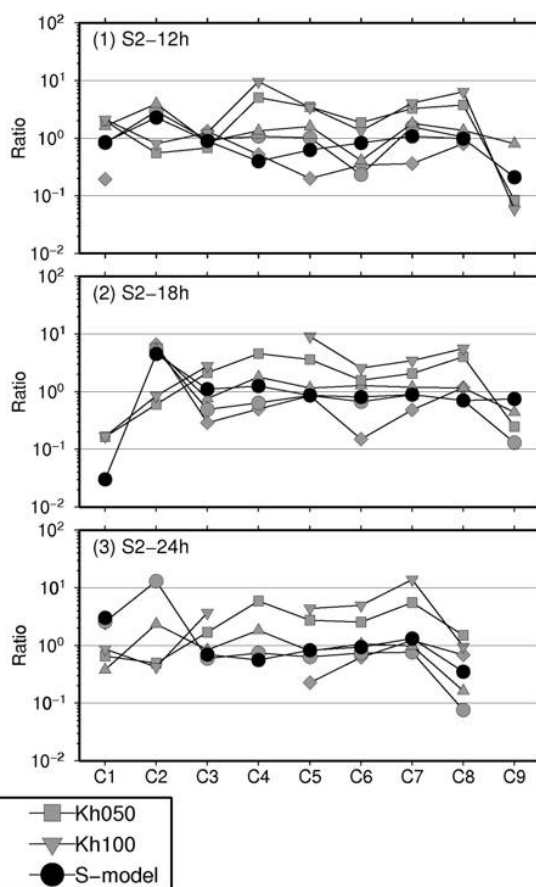 10²
(1) S2−12h
10¹
10⁰
10⁻¹
10⁻²
Ratio
10²
(2) S2−18h
10¹
10⁰
10⁻¹
10⁻²
Ratio
10²
(3) S2−24h
10¹
10⁰
10⁻¹
10⁻²
Ratio
C1 C2 C3 C4 C5 C6 C7 C8 C9
Kh050
Kh100
S−model